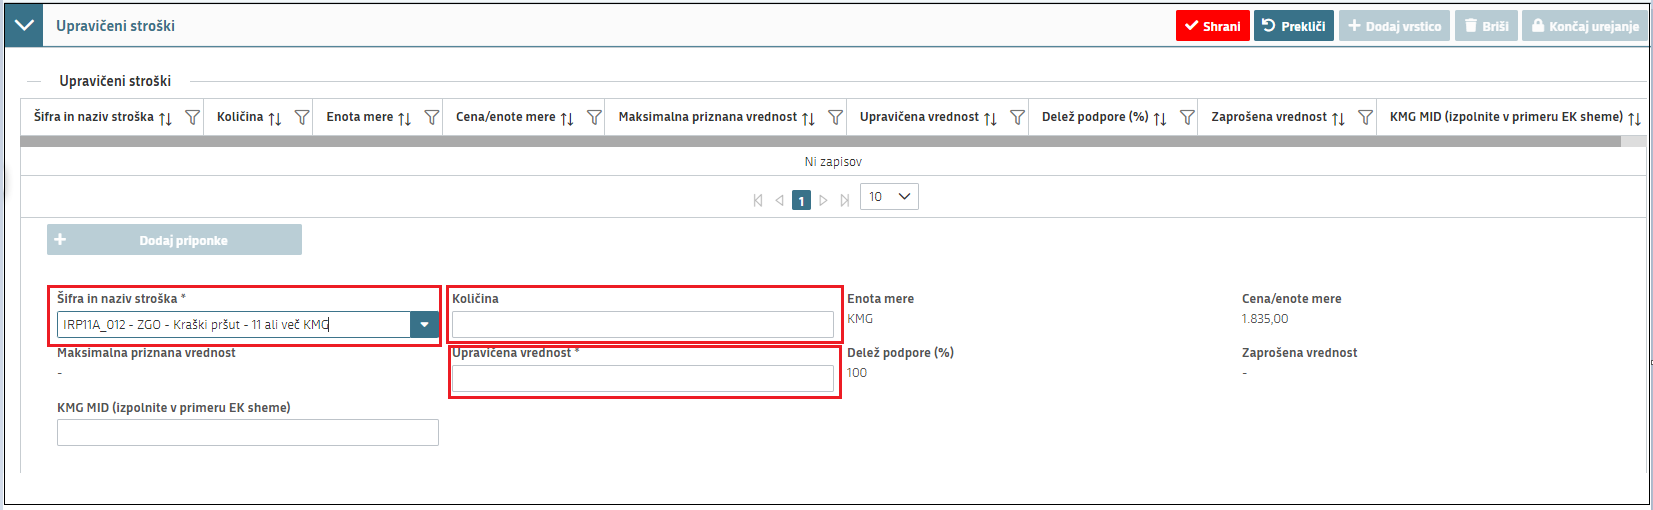 Upravičeni stroški
Shrani Prekliči Dodaj vrstico Briši Končaj urejanje
Upravičeni stroški
Šifra in naziv stroška Količina Enota mere Cena/enote mere Maksimalna priznana vrednost Upravičena vrednost Delež podpore (%) Zaprošena vrednost KMG MID (izpolnite v primeru EK sheme)
Ni zapisov
1 10
Dodaj priponke
Šifra in naziv stroška * Količina Enota mere Cena/enote mere
IRP11A_012 - ZGO - Kraški pršut - 11 ali več KMG KMG 1.835,00
Maksimalna priznana vrednost Upravičena vrednost * Delež podpore (%) Zaprošena vrednost
- 100 -
KMG MID (izpolnite v primeru EK sheme)